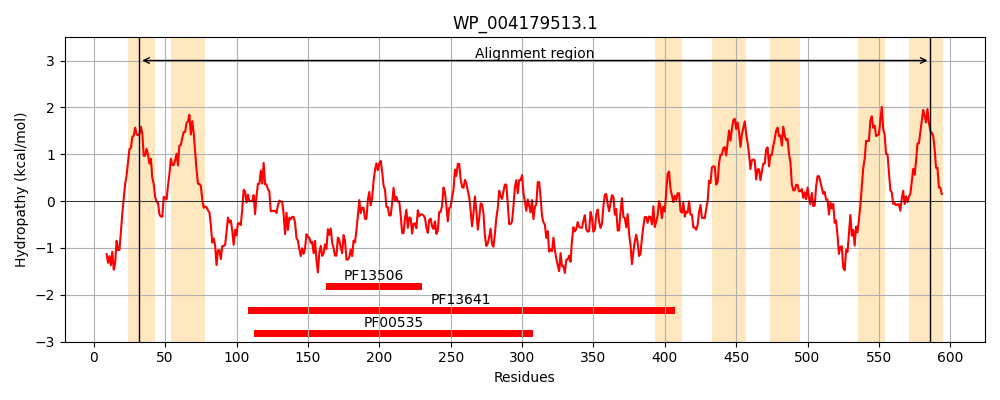 WP_004179513.1
Alignment region
Hydropathy (kcal/mol)
3
2
1
0
−1
−2
−3
PF13506
PF13641
PF00535
0 50 100 150 200 250 300 350 400 450 500 550 600
Residues